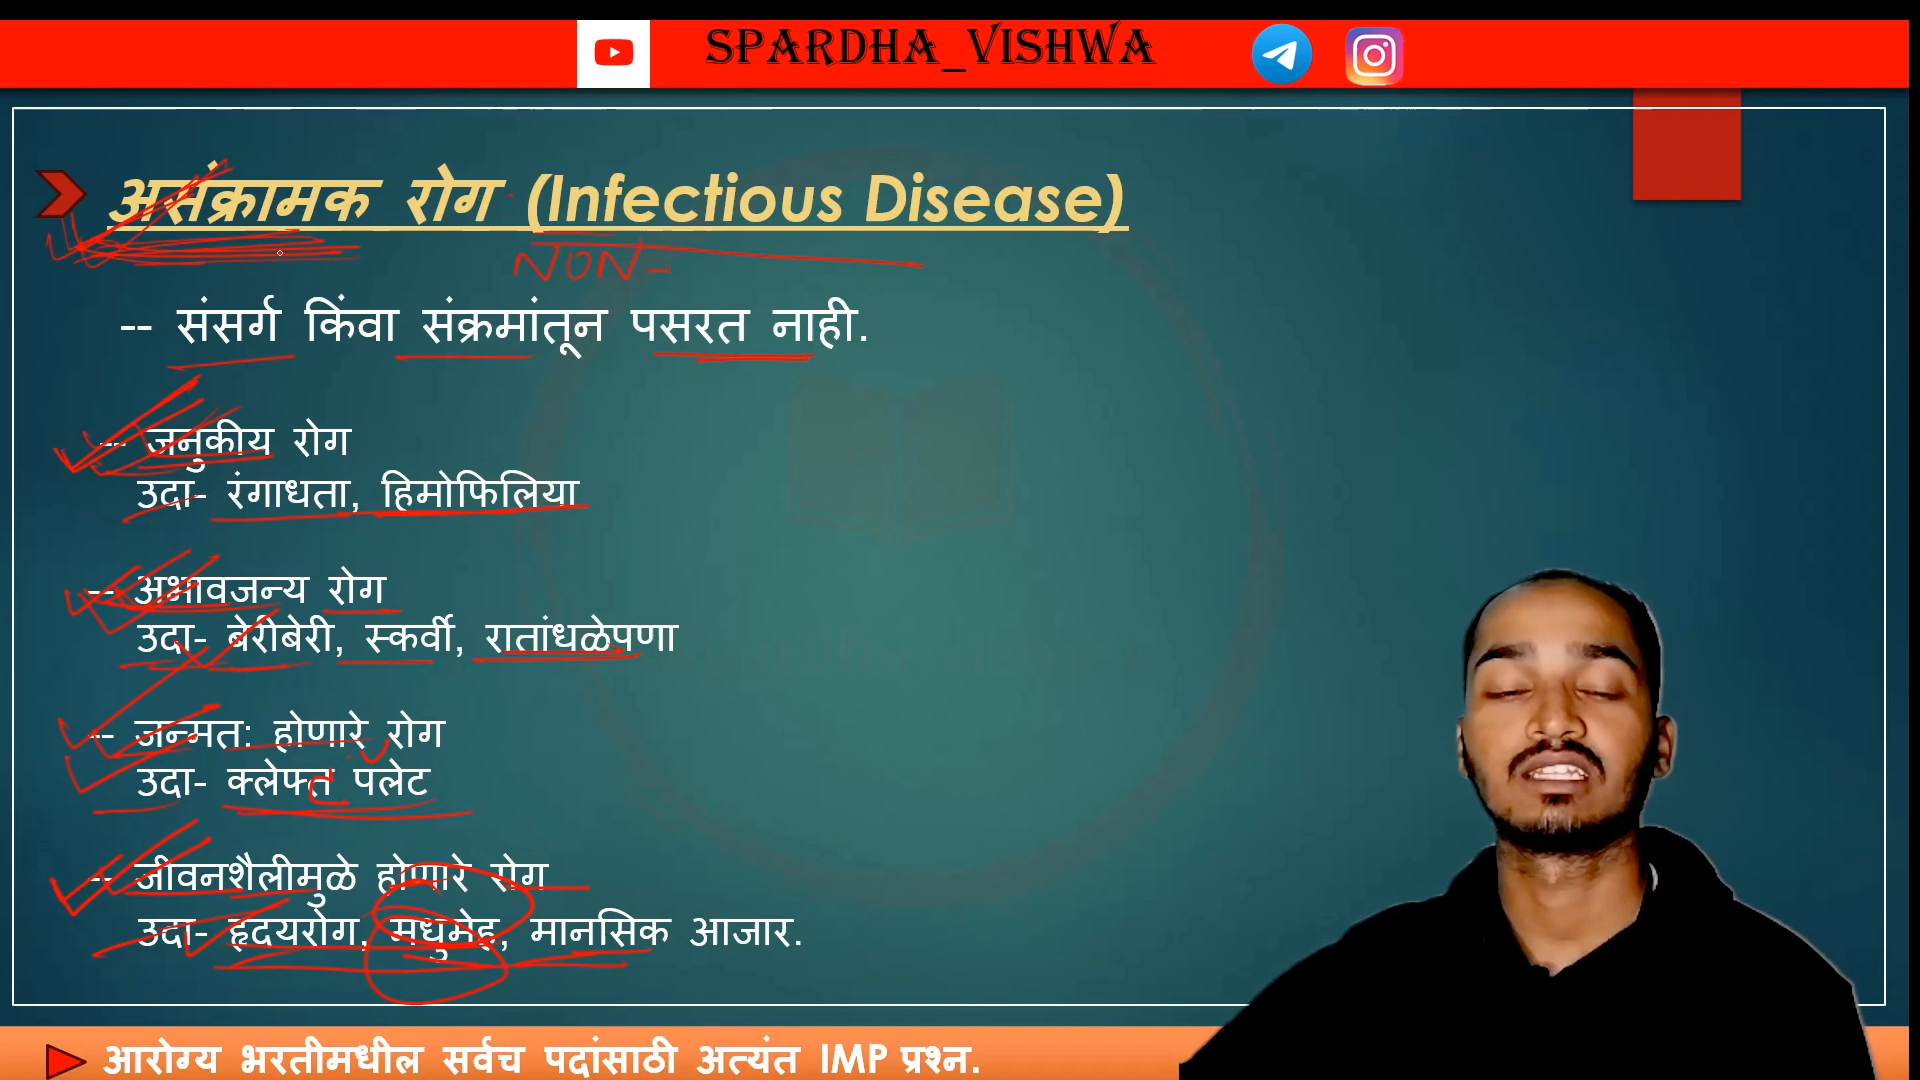 SPARDHA_VISHWA
असंक्रामक रोग (Infectious Disease)
NON-
-- संसर्ग किंवा संक्रमांतून पसरत नाही.
-- जनुकीय रोग
उदा- रंगाधता, हिमोफिलिया
-- अभावजन्य रोग
उदा- बेरीबेरी, स्कर्वी, रातांधळेपणा
-- जन्मत: होणारे रोग
उदा- क्लेफ्त पलेट
-- जीवनशैलीमुळे होणारे रोग
उदा- हृदयरोग, मधुमेह, मानसिक आजार.
आरोग्य भरतीमधील सर्वच पदांसाठी अत्यंत IMP प्रश्न.